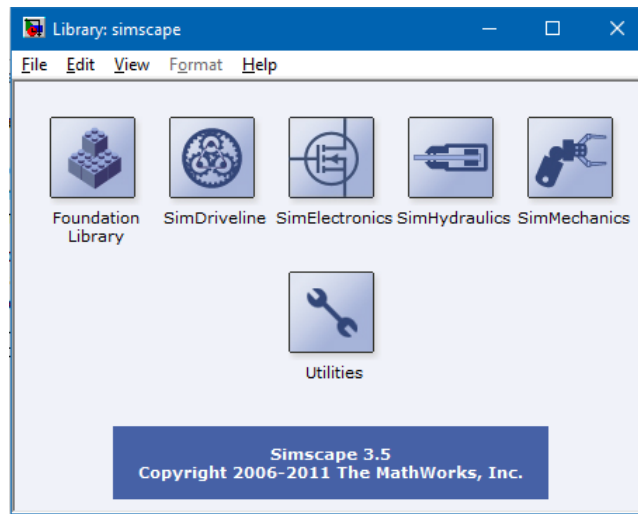 Library: simscape
File Edit View Format Help
Foundation Library
SimDriveline
SimElectronics
SimHydraulics
SimMechanics
Utilities
Simscape 3.5
Copyright 2006-2011 The MathWorks, Inc.